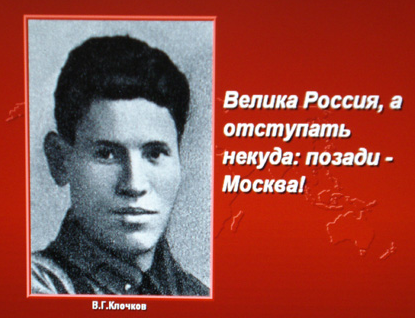 Велика Россия, а
отступать
некуда: позади -
Москва!
В.Г.Клочков